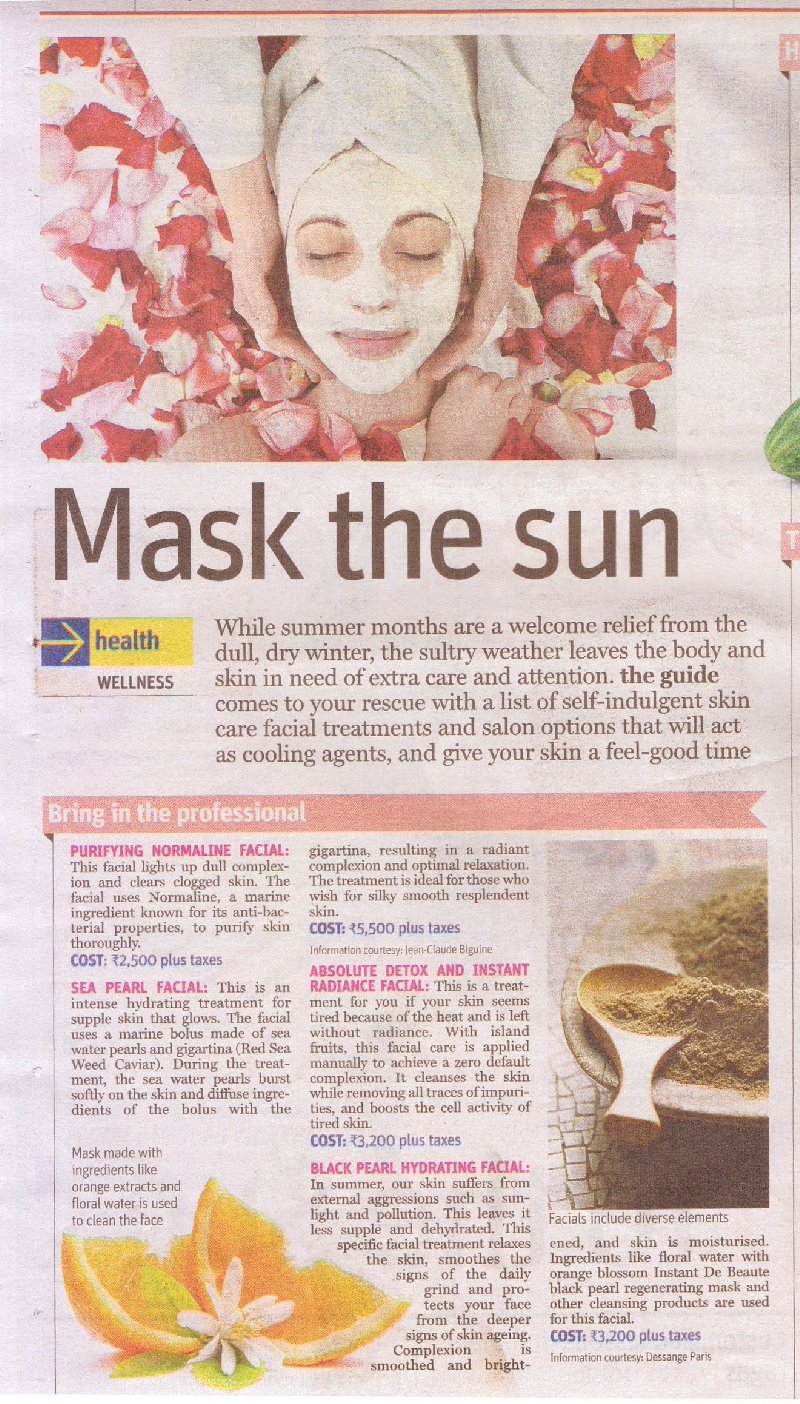 Mask the sun
health
WELLNESS
While summer months are a welcome relief from the
dull, dry winter, the sultry weather leaves the body and
skin in need of extra care and attention. the guide
comes to your rescue with a list of self-indulgent skin
care facial treatments and salon options that will act
as cooling agents, and give your skin a feel-good time
Bring in the professional
PURIFYING NORMALINE FACIAL:
This facial lights up dull complex-
ion and clears clogged skin. The
facial uses Normaline, a marine
ingredient known for its anti-bac-
terial properties, to purify skin
thoroughly.
COST: ₹2,500 plus taxes
SEA PEARL FACIAL: This is an
intense hydrating treatment for
supple skin that glows. The facial
uses a marine bolus made of sea
water pearls and gigartina (Red Sea
Weed Caviar). During the treat-
ment, the sea water pearls burst
softly on the skin and diffuse ingre-
dients of the bolus with the
gigartina, resulting in a radiant
complexion and optimal relaxation.
The treatment is ideal for those who
wish for silky smooth resplendent
skin.
COST: ₹5,500 plus taxes
Information courtesy: Jean-Claude Biguine
ABSOLUTE DETOX AND INSTANT
RADIANCE FACIAL: This is a treat-
ment for you if your skin seems
tired because of the heat and is left
without radiance. With island
fruits, this facial care is applied
manually to achieve a zero default
complexion. It cleanses the skin
while removing all traces of impuri-
ties, and boosts the cell activity of
tired skin.
COST: ₹3,200 plus taxes
BLACK PEARL HYDRATING FACIAL:
In summer, our skin suffers from
external aggressions such as sun-
light and pollution. This leaves it
less supple and dehydrated. This
specific facial treatment relaxes
the skin, smoothes the
signs of the daily
grind and pro-
tects your face
from the deeper
signs of skin ageing.
Complexion is
smoothed and bright-
ened, and skin is moisturised.
Ingredients like floral water with
orange blossom Instant De Beaute
black pearl regenerating mask and
other cleansing products are used
for this facial.
COST: ₹3,200 plus taxes
Information courtesy: Dessange Paris
Mask made with
ingredients like
orange extracts and
floral water is used
to clean the face
Facials include diverse elements
H
T